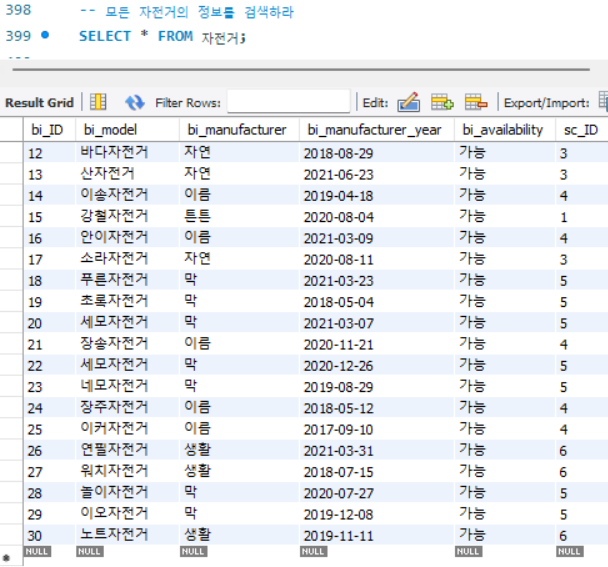 398 -- 모든 자전거의 정보를 검색하라
399 SELECT * FROM 자전거;
Result Grid Filter Rows: Edit: Export/Import:
bi_ID bi_model bi_manufacturer bi_manufacturer_year bi_availability sc_ID
12 바다자전거 자연 2018-08-29 가능 3
13 산자전거 자연 2021-06-23 가능 3
14 이송자전거 이름 2019-04-18 가능 4
15 강철자전거 튼튼 2020-08-04 가능 1
16 안이자전거 이름 2021-03-09 가능 4
17 소라자전거 자연 2020-08-11 가능 3
18 푸른자전거 막 2021-03-23 가능 5
19 초록자전거 막 2018-05-04 가능 5
20 세모자전거 막 2021-03-07 가능 5
21 장송자전거 이름 2020-11-21 가능 4
22 세모자전거 막 2020-12-26 가능 5
23 네모자전거 막 2019-08-29 가능 5
24 장주자전거 이름 2018-05-12 가능 4
25 이커자전거 이름 2017-09-10 가능 4
26 연필자전거 생활 2021-03-31 가능 6
27 워치자전거 생활 2018-07-15 가능 6
28 놀이자전거 막 2020-07-27 가능 5
29 이오자전거 막 2019-12-08 가능 5
30 노트자전거 생활 2019-11-11 가능 6
NULL NULL NULL NULL NULL NULL